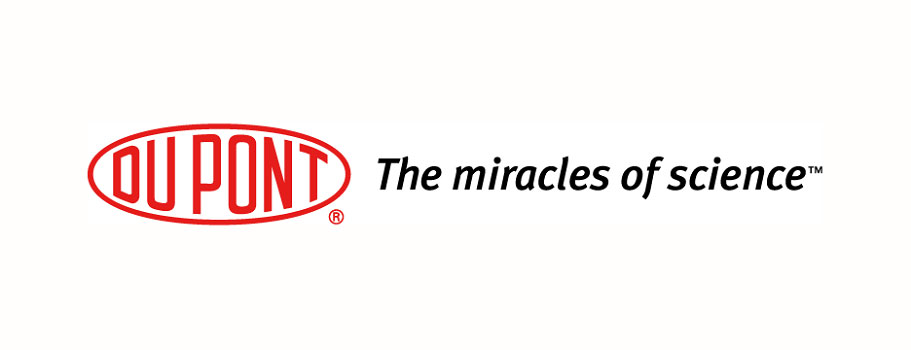 DU PONT® The miracles of science™